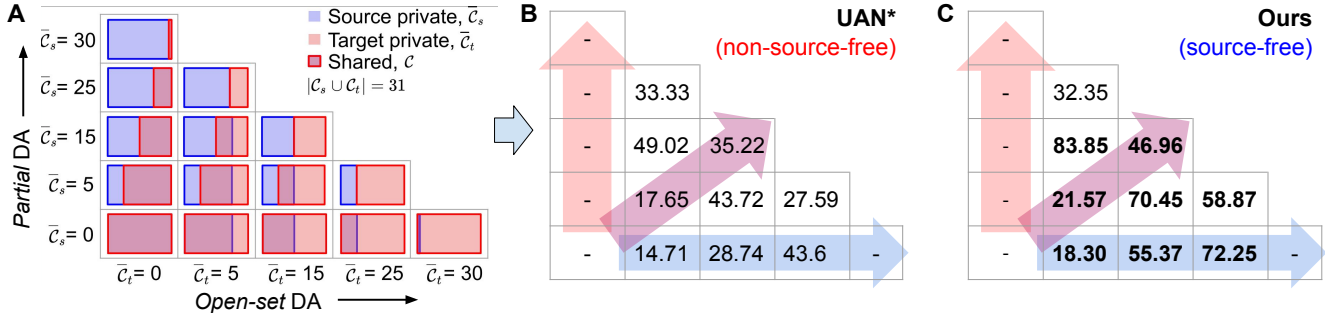 A
Source private, C̅ₛ
Target private, C̅ₜ
Shared, C
|Cₛ ∪ Cₜ| = 31
Partial DA
C̅ₛ = 30
C̅ₛ = 25
C̅ₛ = 15
C̅ₛ = 5
C̅ₛ = 0
C̅ₜ = 0 C̅ₜ = 5 C̅ₜ = 15 C̅ₜ = 25 C̅ₜ = 30
Open-set DA
B
UAN*
(non-source-free)
-
- 33.33
- 49.02 35.22
- 17.65 43.72 27.59
- 14.71 28.74 43.6 -
C
Ours
(source-free)
-
- 32.35
- 83.85 46.96
- 21.57 70.45 58.87
- 18.30 55.37 72.25 -